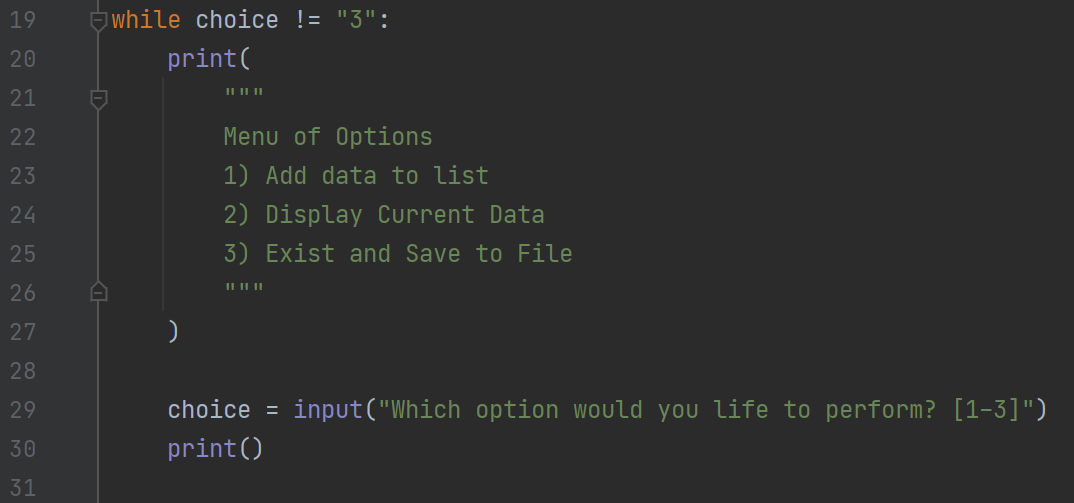 19 while choice != "3":
20     print(
21         """
22         Menu of Options
23         1) Add data to list
24         2) Display Current Data
25         3) Exist and Save to File
26         """
27     )
28
29     choice = input("Which option would you life to perform? [1-3]")
30     print()
31